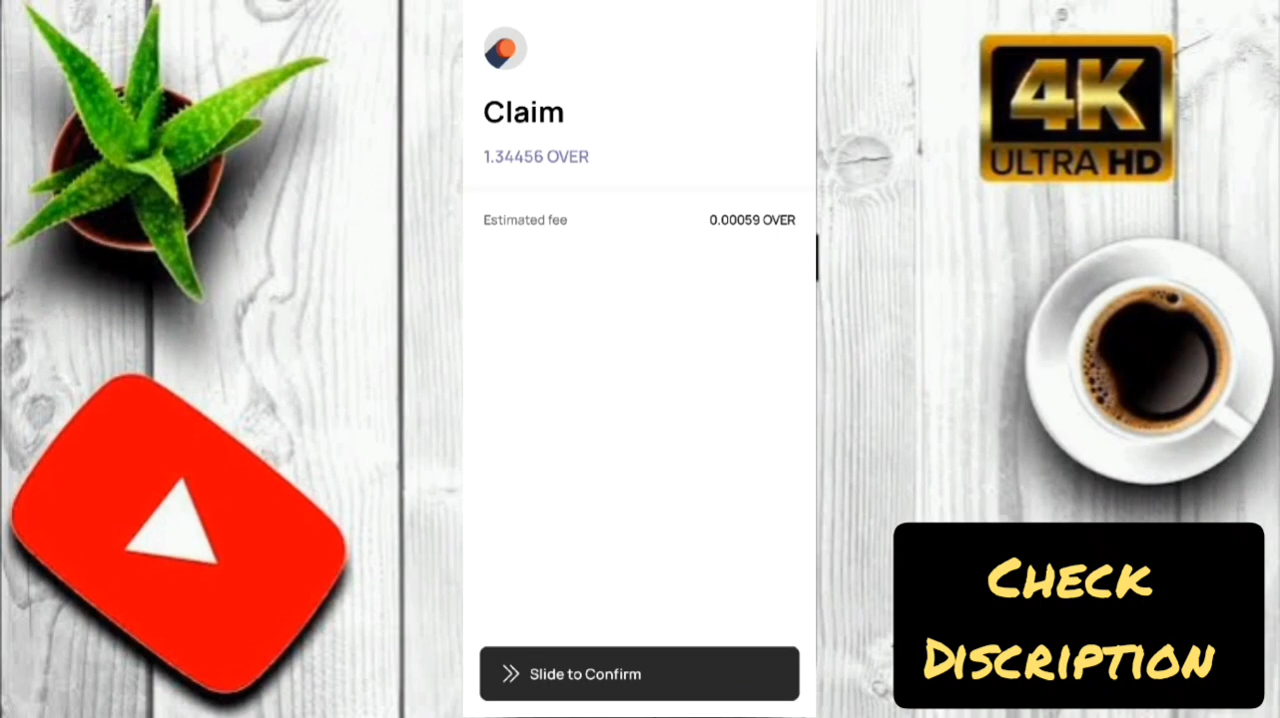 Claim
1.34456 OVER
Estimated fee 0.00059 OVER
Slide to Confirm
4K
ULTRA HD
CHECK
DISCRIPTION